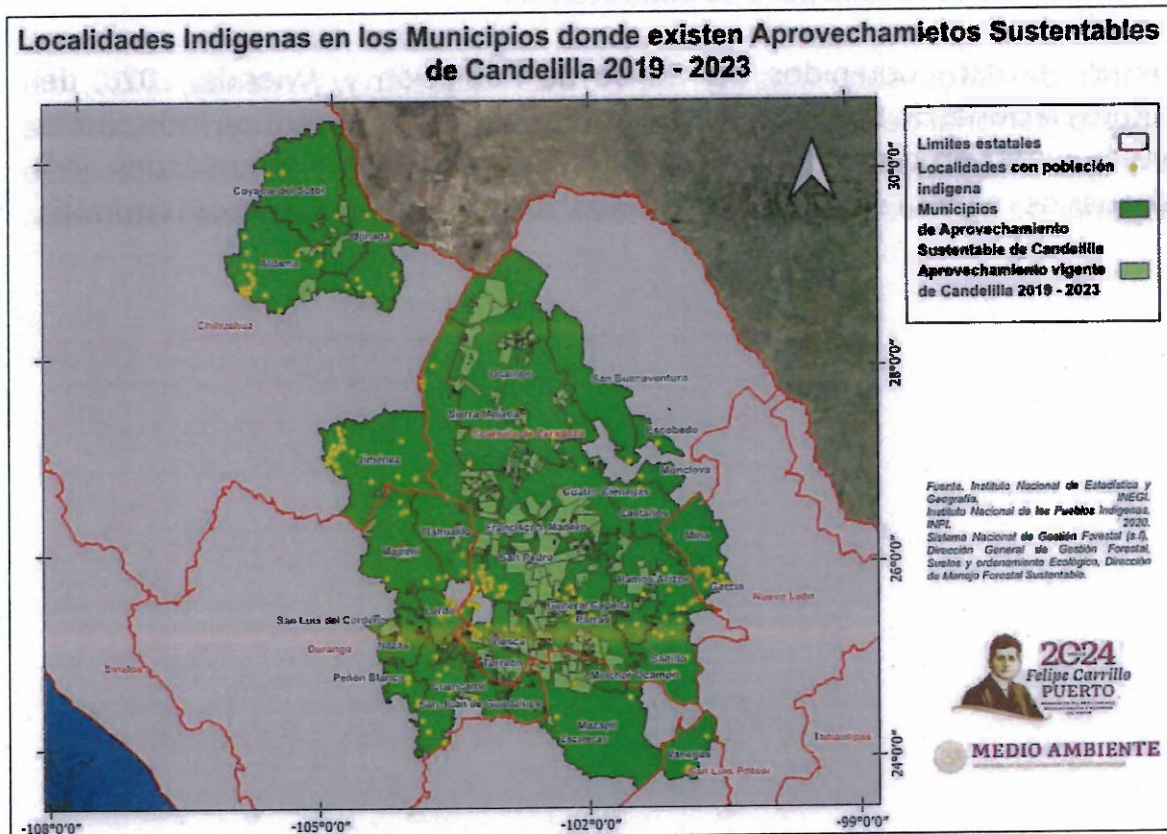 Localidades Indigenas en los Municipios donde existen Aprovechamietos Sustentables
de Candelilla 2019 - 2023
Limites estatales
Localidades con población
indigena
Municipios
de Aprovechamiento
Sustentable de Candelilla
Aprovechamiento vigente
de Candelilla 2019 - 2023
30°0'0"
28°0'0"
26°0'0"
24°0'0"
-108°0'0"
-105°0'0"
-102°0'0"
-99°0'0"
Coyame del Sotol
Ojinaga
Aldama
Chihuahua
Ocampo
San Buenaventura
Sierra Mojada
Coahuila de Zaragoza
Escobedo
Monclova
Jiménez
Cuatro Ciénegas
Castaños
Tlahualilo
Francisco I. Madero
Mina
Mapimí
San Pedro
Ramos Arizpe
García
Nuevo León
General Cepeda
Lerdo
Parras
San Luis del Cordero
Durango
Nazas
Viesca
Saltillo
Sinaloa
Torreón
Peñón Blanco
Melchor Ocampo
Cuencamé
San Juan de Guadalupe
Mazapil
Zacatecas
Vanegas
San Luis Potosí
Tamaulipas
Fuente. Instituto Nacional de Estadística y
Geografía, INEGI.
Instituto Nacional de los Pueblos Indígenas,
INPI. 2020.
Sistema Nacional de Gestión Forestal (s.f),
Dirección General de Gestión Forestal,
Suelos y ordenamiento Ecológico, Dirección
de Manejo Forestal Sustentable.
2024
Felipe Carrillo
PUERTO
MEDIO AMBIENTE